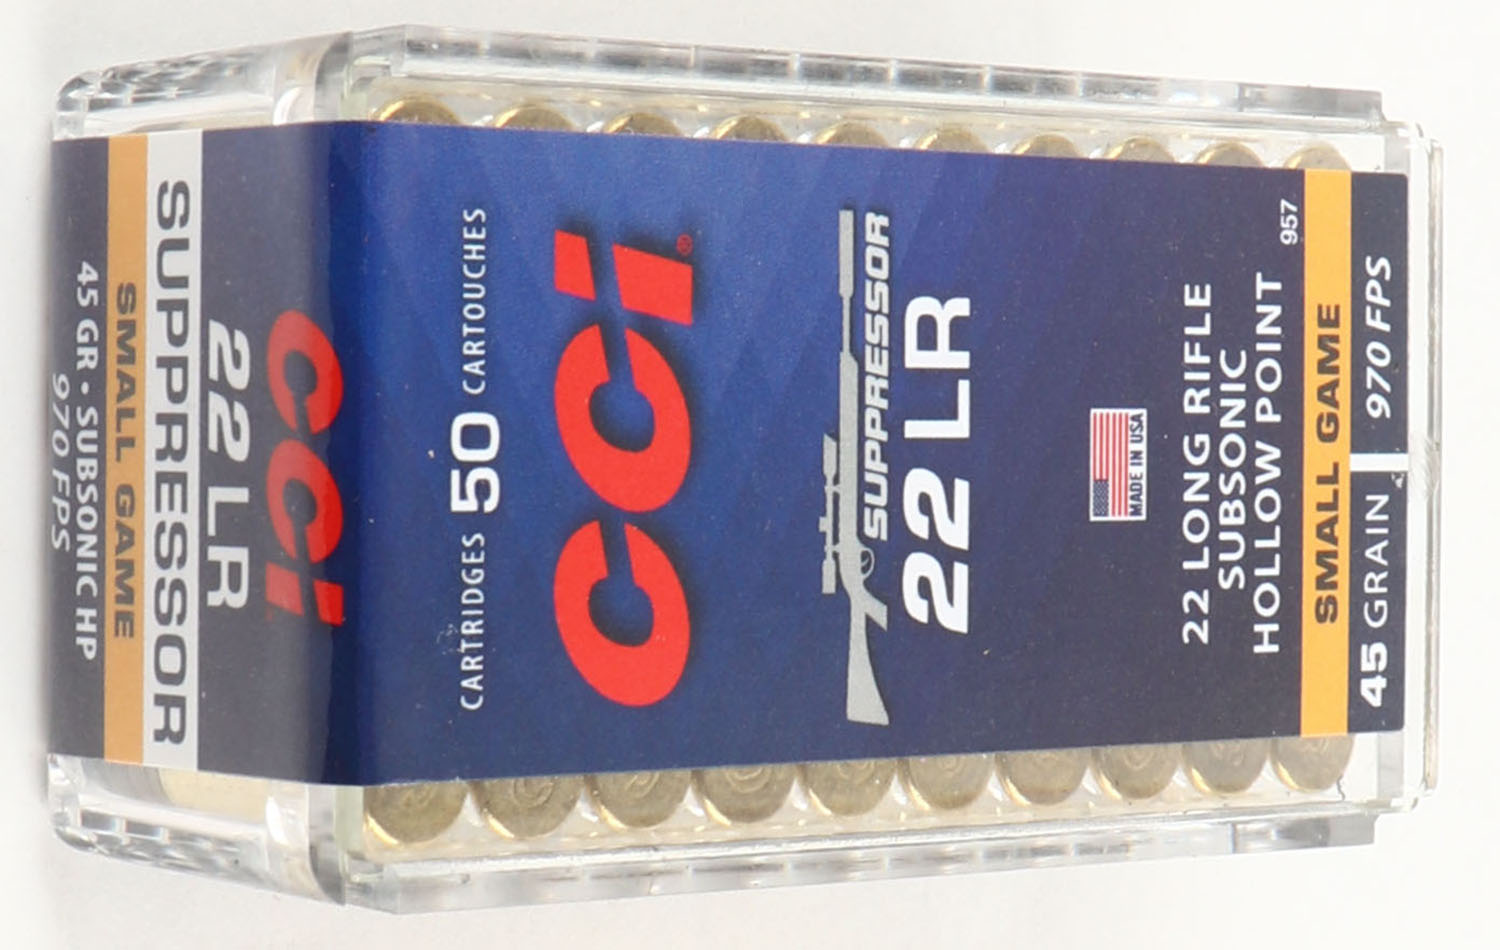 CCI
22 LR
SUPPRESSOR
SMALL GAME
45 GR • SUBSONIC HP
970 FPS
CARTRIDGES 50 CARTOUCHES
CCI®
SUPPRESSOR
22 LR
MADE IN USA
22 LONG RIFLE
SUBSONIC
HOLLOW POINT
957
SMALL GAME
45 GRAIN 970 FPS